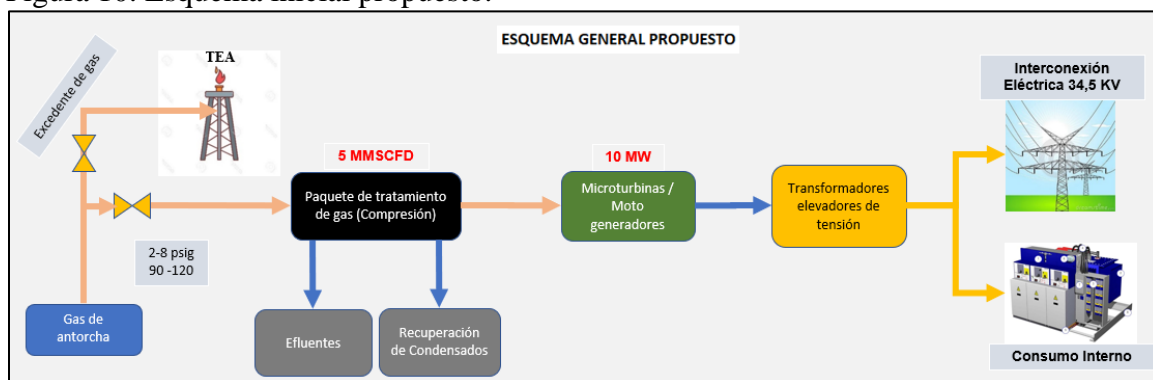 Figura 10. Esquema inicial propuesto.
ESQUEMA GENERAL PROPUESTO
Excedente de gas
TEA
Interconexión
Eléctrica 34,5 KV
5 MMSCFD
10 MW
Paquete de tratamiento
de gas (Compresión)
Microturbinas /
Moto
generadores
Transformadores
elevadores de
tensión
2-8 psig
90 -120
Gas de
antorcha
Efluentes
Recuperación
de Condensados
Consumo Interno